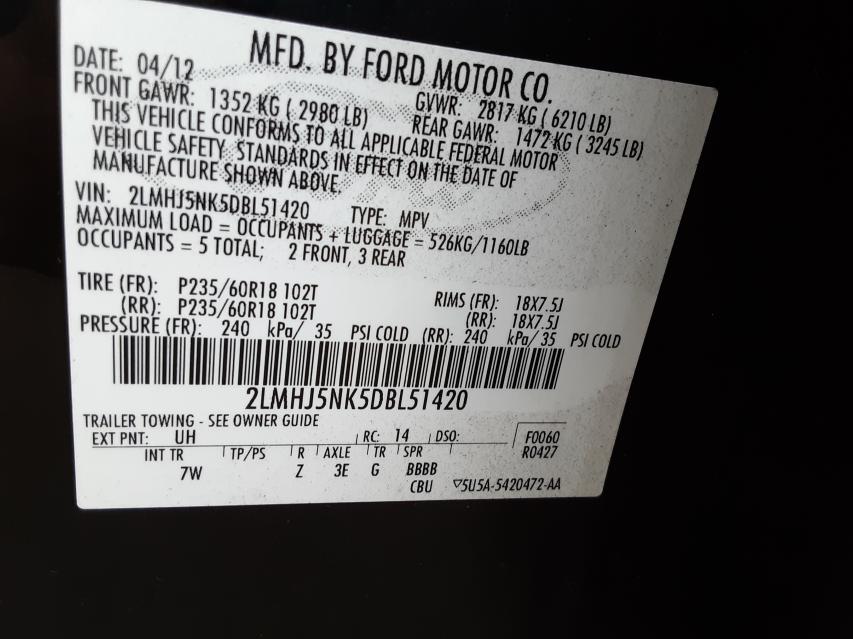 MFD. BY FORD MOTOR CO.
DATE: 04/12 GVWR: 2817 KG ( 6210 LB)
FRONT GAWR: 1352 KG ( 2980 LB) REAR GAWR: 1472 KG ( 3245 LB)
THIS VEHICLE CONFORMS TO ALL APPLICABLE FEDERAL MOTOR
VEHICLE SAFETY STANDARDS IN EFFECT ON THE DATE OF
MANUFACTURE SHOWN ABOVE.
VIN: 2LMHJ5NK5DBL51420 TYPE: MPV
MAXIMUM LOAD = OCCUPANTS + LUGGAGE = 526KG/1160LB
OCCUPANTS = 5 TOTAL; 2 FRONT, 3 REAR
TIRE (FR): P235/60R18 102T RIMS (FR): 18X7.5J
(RR): P235/60R18 102T (RR): 18X7.5J
PRESSURE (FR): 240 kPa/ 35 PSI COLD (RR): 240 kPa/ 35 PSI COLD
2LMHJ5NK5DBL51420
TRAILER TOWING - SEE OWNER GUIDE
EXT PNT: UH RC: 14 DSO: F0060
INT TR TP/PS R AXLE TR SPR R0427
7W Z 3E G BBBB
CBU ▽5U5A-5420472-AA